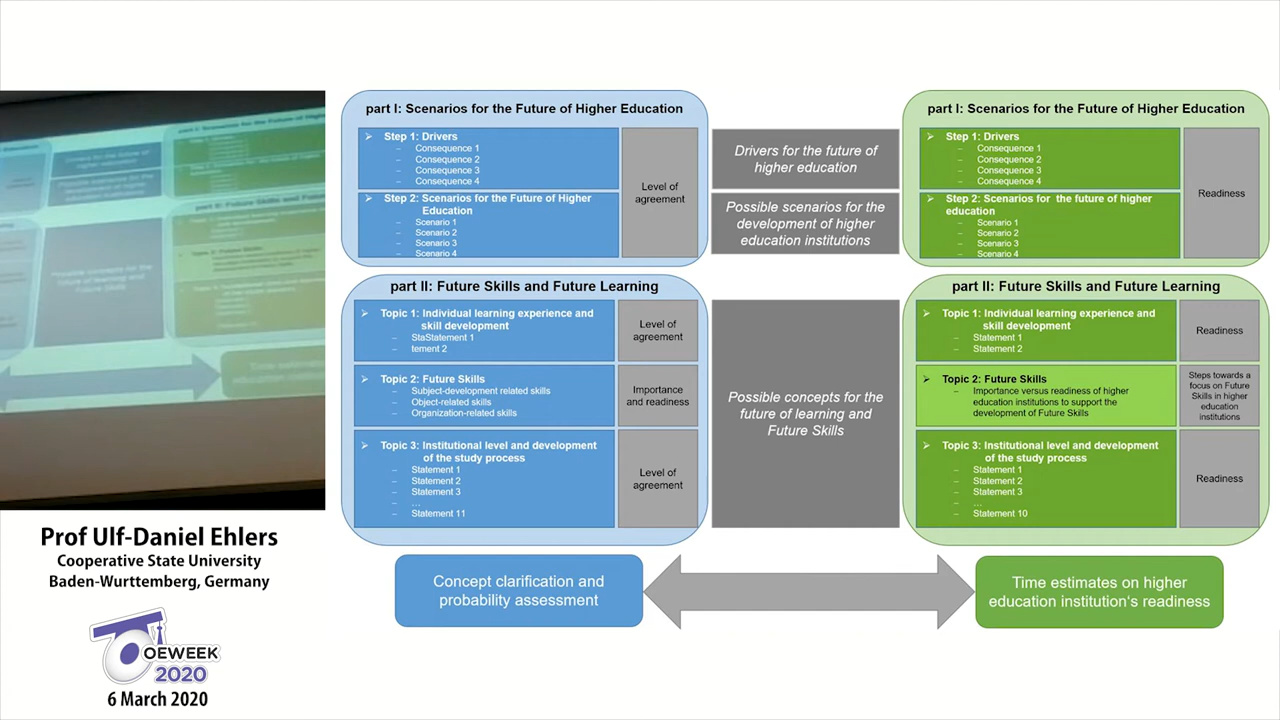 part I: Scenarios for the Future of Higher Education
➢ Step 1: Drivers
– Consequence 1
– Consequence 2
– Consequence 3
– Consequence 4
➢ Step 2: Scenarios for the Future of Higher
Education
– Scenario 1
– Scenario 2
– Scenario 3
– Scenario 4
Level of
agreement
Drivers for the future of
higher education
Possible scenarios for the
development of higher
education institutions
part I: Scenarios for the Future of Higher Education
➢ Step 1: Drivers
– Consequence 1
– Consequence 2
– Consequence 3
– Consequence 4
➢ Step 2: Scenarios for the future of higher
education
– Scenario 1
– Scenario 2
– Scenario 3
– Scenario 4
Readiness
part II: Future Skills and Future Learning
➢ Topic 1: Individual learning experience and
skill development
– StaStatement 1
– tement 2
Level of
agreement
➢ Topic 2: Future Skills
– Subject-development related skills
– Object-related skills
– Organization-related skills
Importance
and readiness
➢ Topic 3: Institutional level and development
of the study process
– Statement 1
– Statement 2
– Statement 3
– ...
– Statement 11
Level of
agreement
Possible concepts for the
future of learning and
Future Skills
part II: Future Skills and Future Learning
➢ Topic 1: Individual learning experience and
skill development
– Statement 1
– Statement 2
Readiness
➢ Topic 2: Future Skills
– Importance versus readiness of higher
education institutions to support the
development of Future Skills
Steps towards a
focus on Future
Skills in higher
education
institutions
➢ Topic 3: Institutional level and development
of the study process
– Statement 1
– Statement 2
– Statement 3
– ...
– Statement 10
Readiness
Concept clarification and
probability assessment
Time estimates on higher
education institution‘s readiness
Prof Ulf-Daniel Ehlers
Cooperative State University
Baden-Wurttemberg, Germany
OEWEEK
2020
6 March 2020